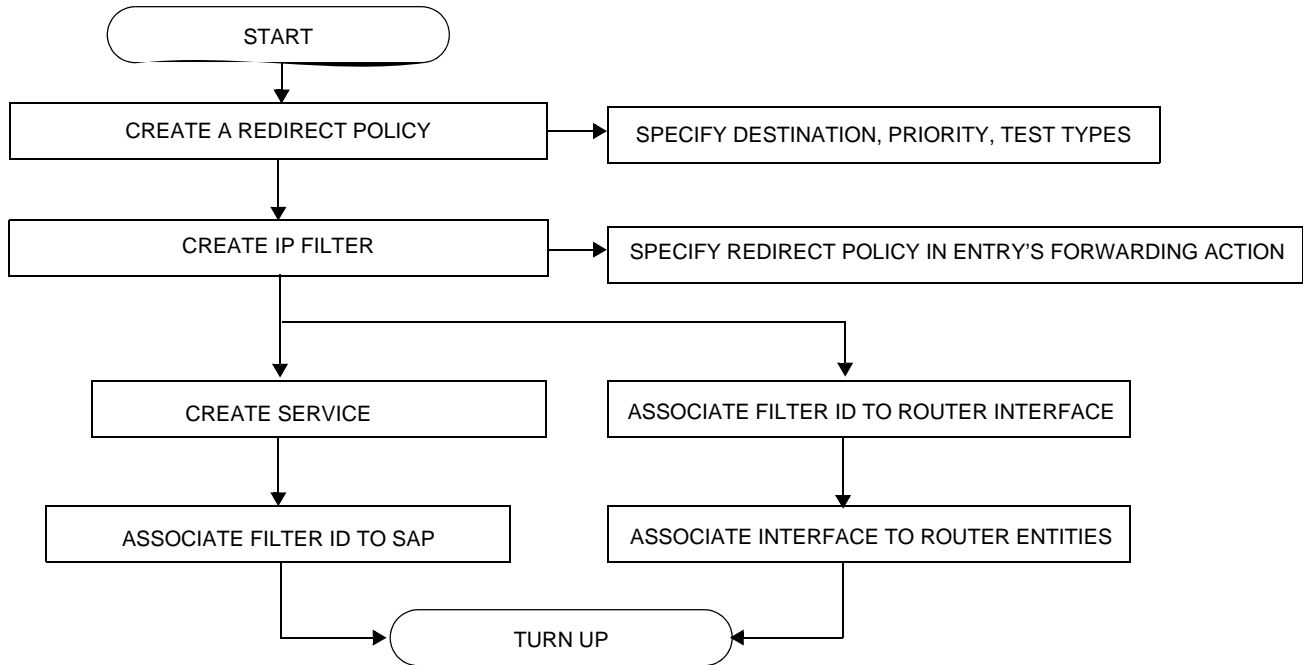 START
CREATE A REDIRECT POLICY
SPECIFY DESTINATION, PRIORITY, TEST TYPES
CREATE IP FILTER
SPECIFY REDIRECT POLICY IN ENTRY’S FORWARDING ACTION
CREATE SERVICE
ASSOCIATE FILTER ID TO ROUTER INTERFACE
ASSOCIATE FILTER ID TO SAP
ASSOCIATE INTERFACE TO ROUTER ENTITIES
TURN UP